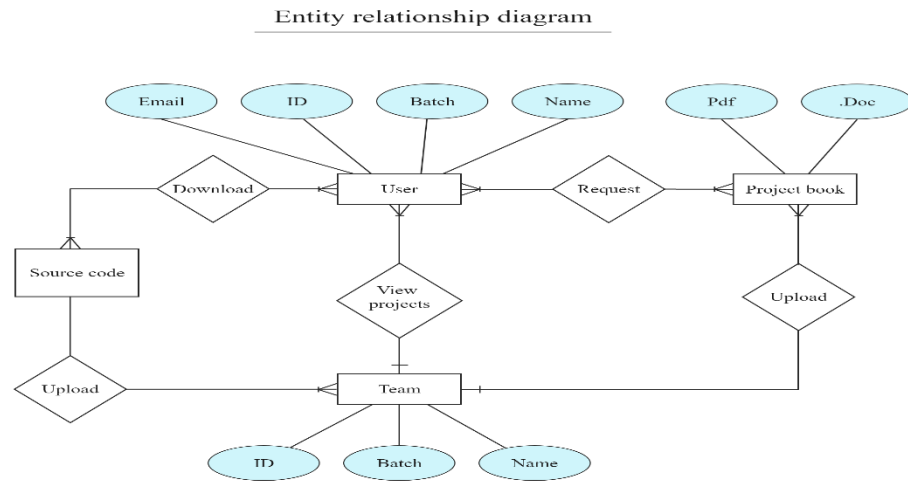 Entity relationship diagram
Email
ID
Batch
Name
Pdf
.Doc
Download
User
Request
Project book
Source code
View
projects
Upload
Upload
Team
ID
Batch
Name